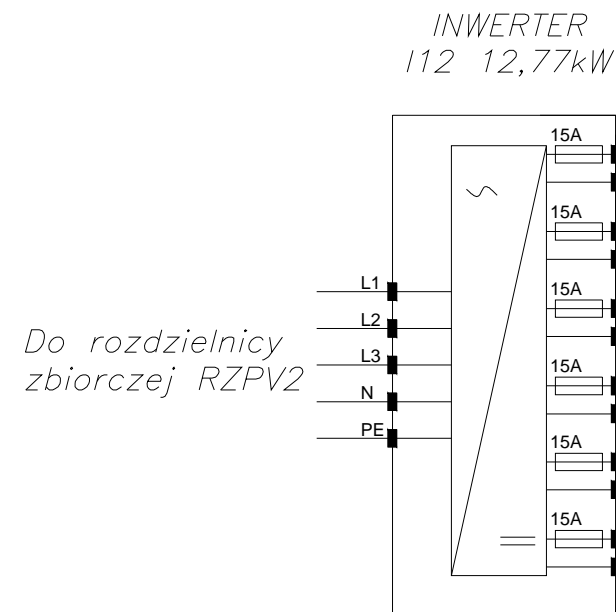 INWERTER
I12 12,77kW
15A
15A
L1
15A
L2
Do rozdzielnicy
zbiorczej RZPV2
L3
15A
N
PE
15A
15A